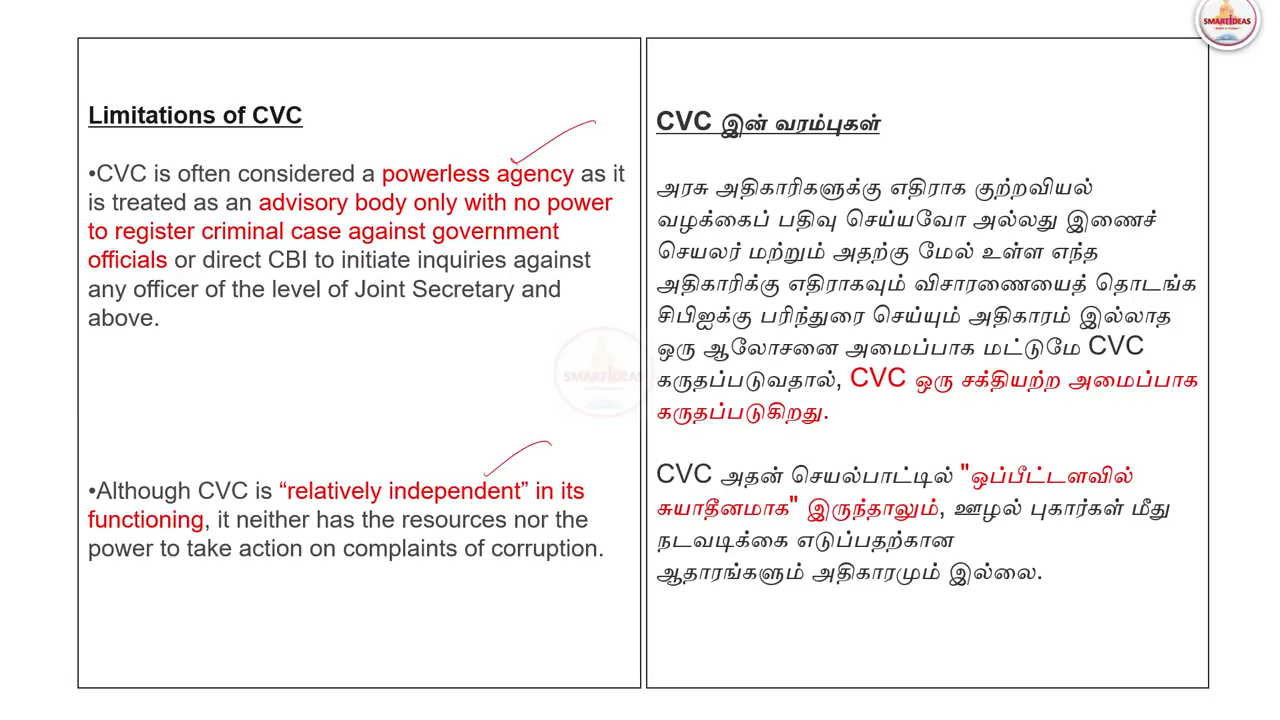 SMARTIDEAS
Limitations of CVC
•CVC is often considered a powerless agency as it
is treated as an advisory body only with no power
to register criminal case against government
officials or direct CBI to initiate inquiries against
any officer of the level of Joint Secretary and
above.
•Although CVC is “relatively independent” in its
functioning, it neither has the resources nor the
power to take action on complaints of corruption.
CVC இன் வரம்புகள்
அரசு அதிகாரிகளுக்கு எதிராக குற்றவியல்
வழக்கைப் பதிவு செய்யவோ அல்லது இணைச்
செயலர் மற்றும் அதற்கு மேல் உள்ள எந்த
அதிகாரிக்கு எதிராகவும் விசாரணையைத் தொடங்க
சிபிஐக்கு பரிந்துரை செய்யும் அதிகாரம் இல்லாத
ஒரு ஆலோசனை அமைப்பாக மட்டுமே CVC
கருதப்படுவதால், CVC ஒரு சக்தியற்ற அமைப்பாக
கருதப்படுகிறது.
CVC அதன் செயல்பாட்டில் "ஒப்பீட்டளவில்
சுயாதீனமாக" இருந்தாலும், ஊழல் புகார்கள் மீது
நடவடிக்கை எடுப்பதற்கான
ஆதாரங்களும் அதிகாரமும் இல்லை.
SMARTIDEAS